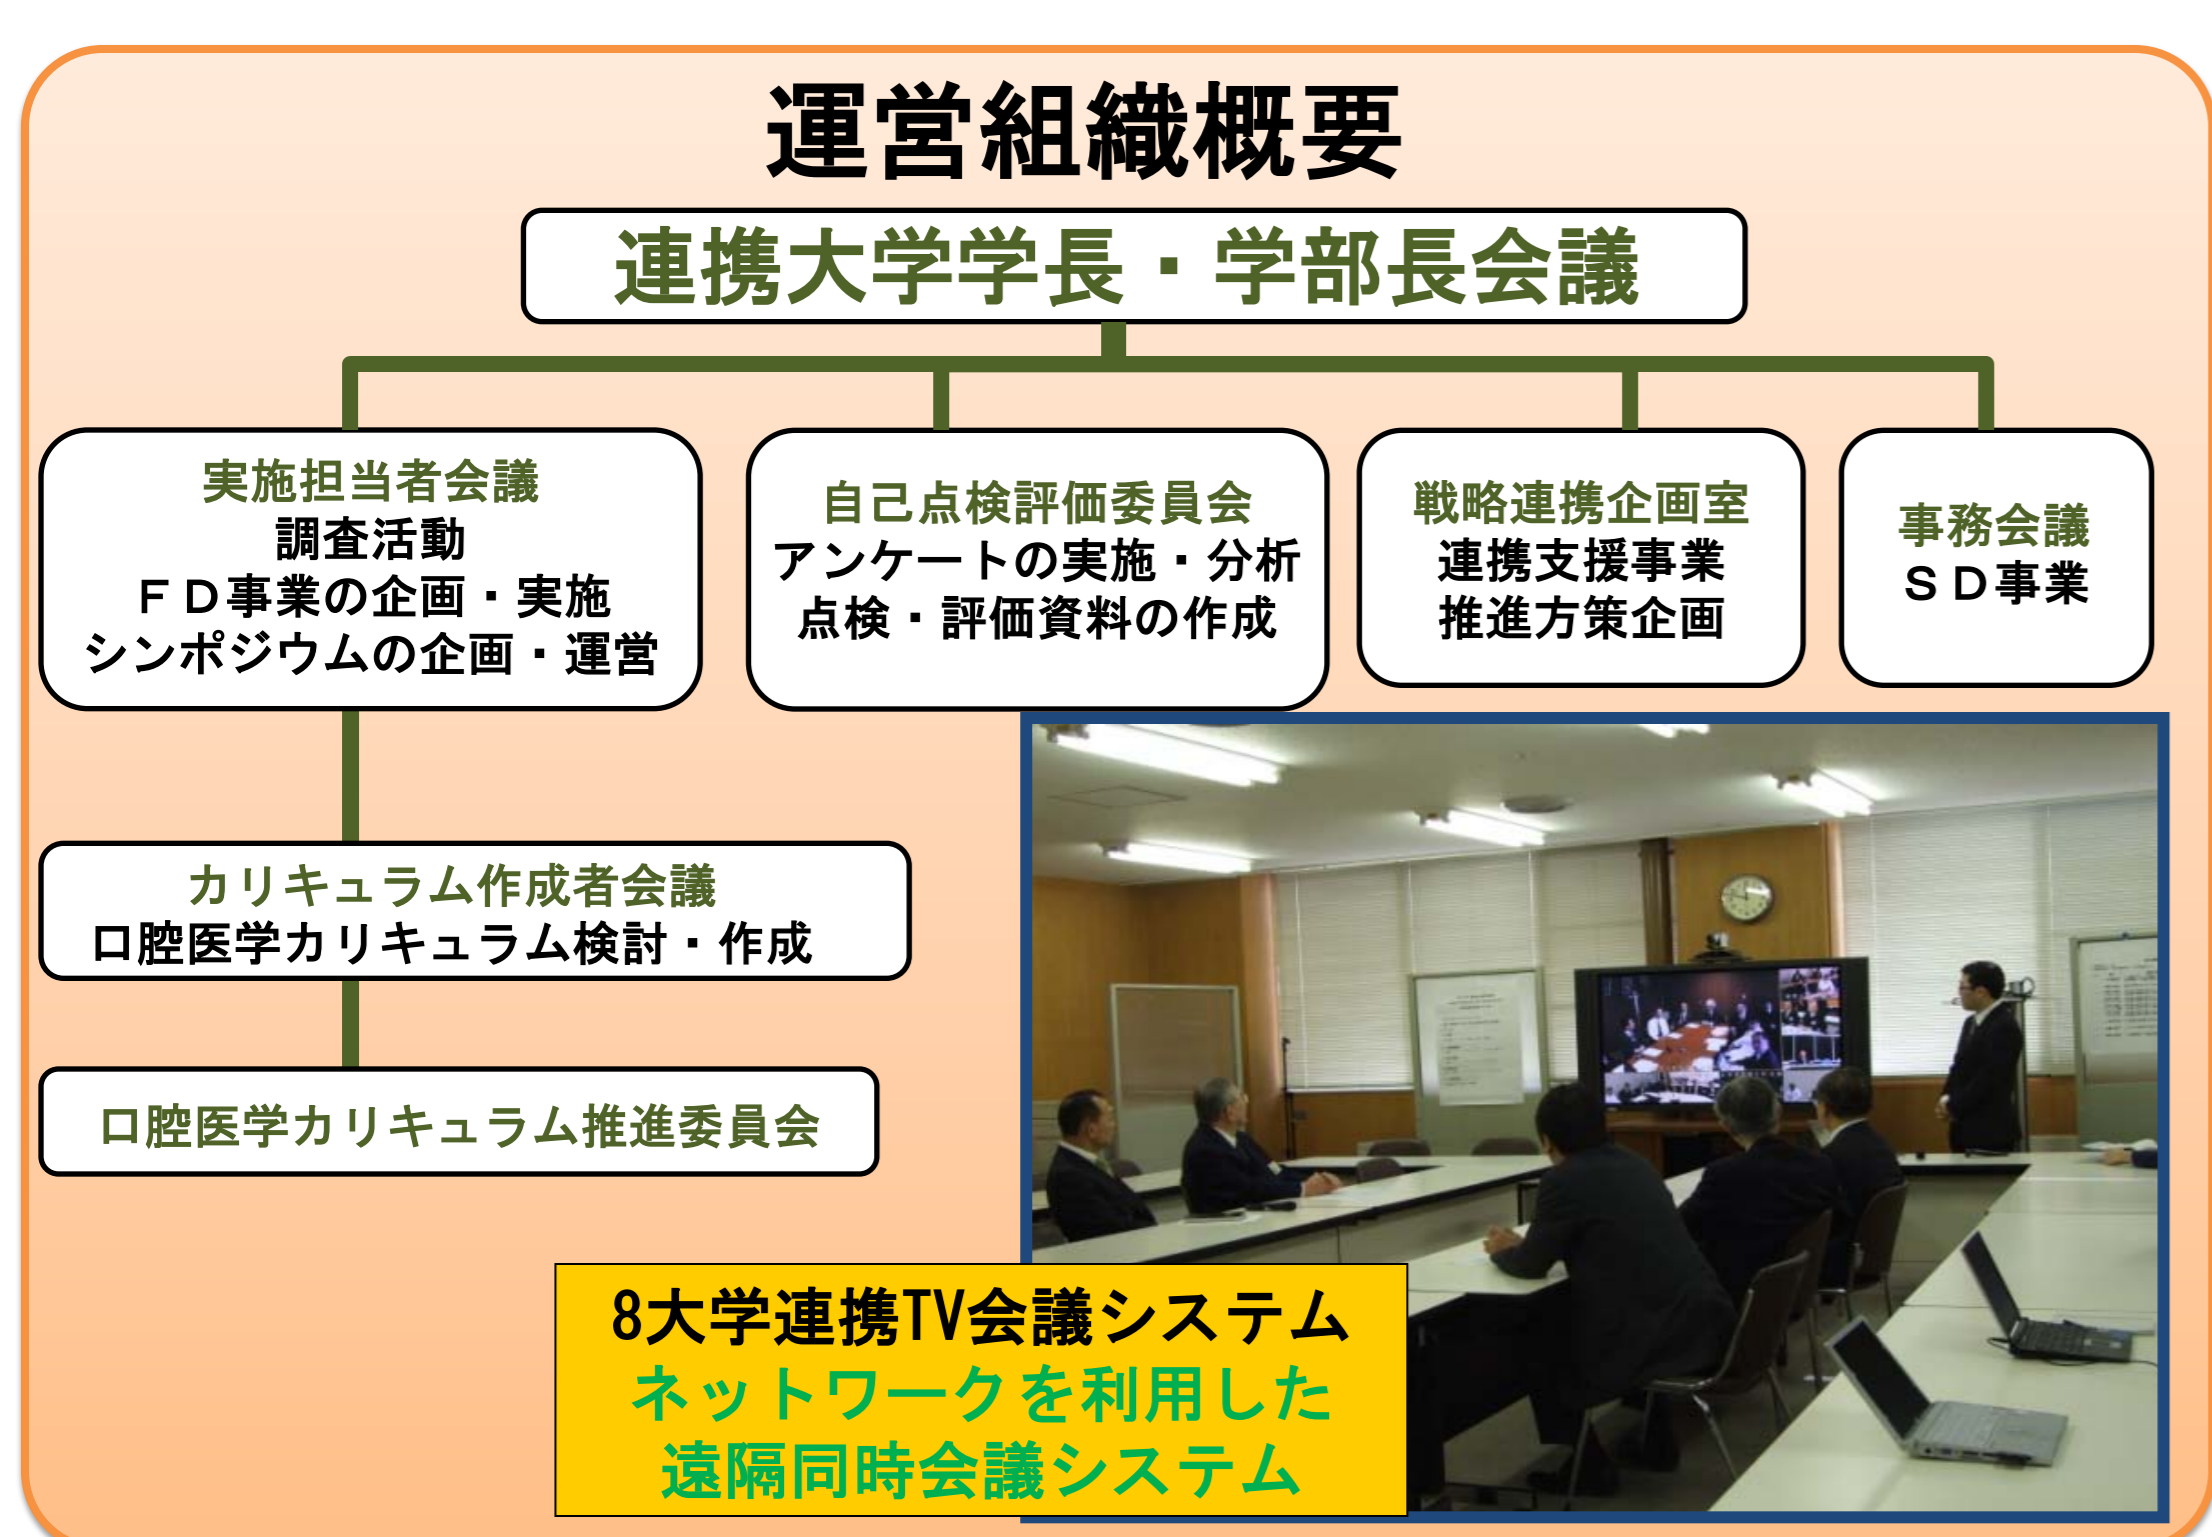 運営組織概要
連携大学学長・学部長会議
実施担当者会議
調査活動
ＦＤ事業の企画・実施
シンポジウムの企画・運営
自己点検評価委員会
アンケートの実施・分析
点検・評価資料の作成
戦略連携企画室
連携支援事業
推進方策企画
事務会議
ＳＤ事業
カリキュラム作成者会議
口腔医学カリキュラム検討・作成
口腔医学カリキュラム推進委員会
8大学連携TV会議システム
ネットワークを利用した
遠隔同時会議システム